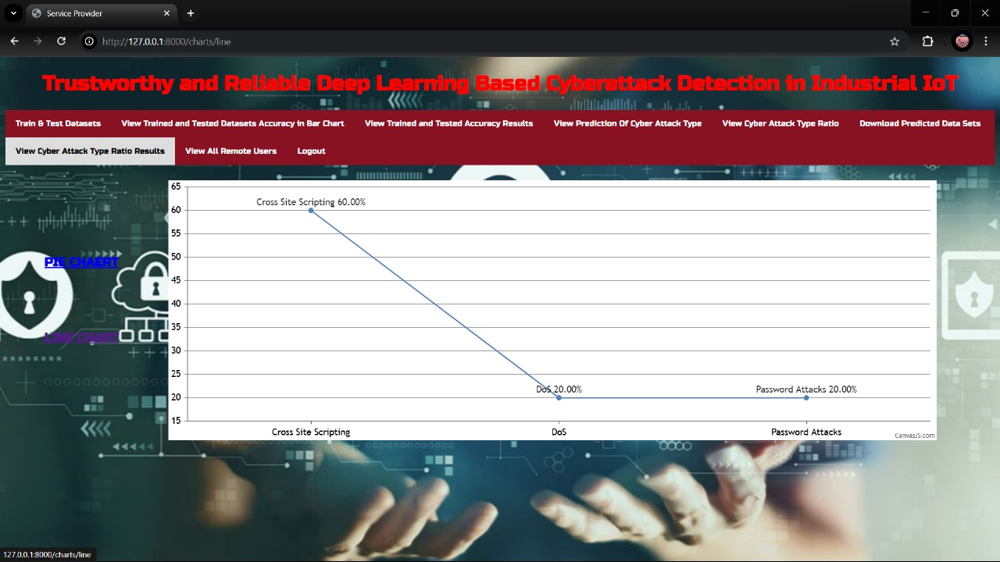 Service Provider
http://127.0.0.1:8000/charts/line
Trustworthy and Reliable Deep Learning Based Cyberattack Detection in Industrial IoT
Train & Test Datasets View Trained and Tested Datasets Accuracy in Bar Chart View Trained and Tested Accuracy Results View Prediction Of Cyber Attack Type View Cyber Attack Type Ratio Download Predicted Data Sets
View Cyber Attack Type Ratio Results View All Remote Users Logout
PIE CHAERT
LINE CHART
65
60
55
50
45
40
35
30
25
20
15
Cross Site Scripting 60.00%
DoS 20.00%
Password Attacks 20.00%
Cross Site Scripting DoS Password Attacks
CanvasJS.com
127.0.0.1:8000/charts/line